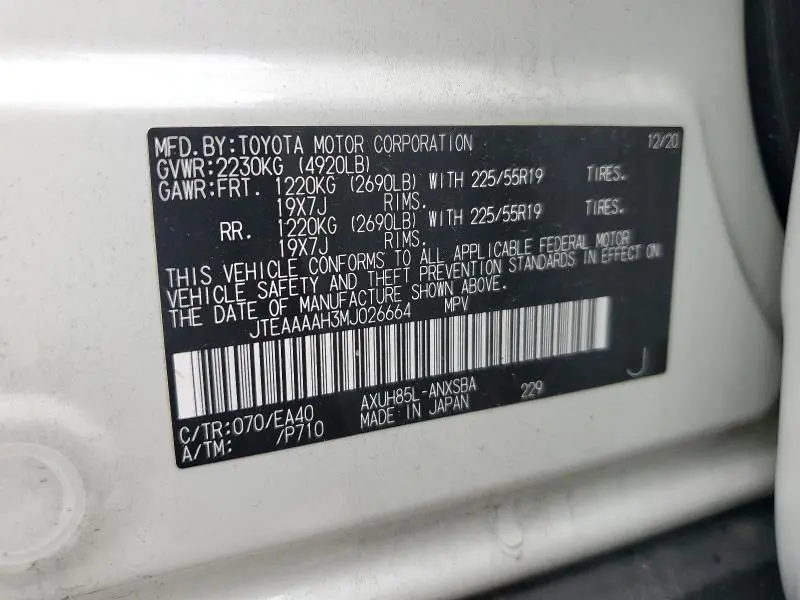 MFD.BY:TOYOTA MOTOR CORPORATION 12/20
GVWR:2230KG (4920LB)
GAWR:FRT. 1220KG (2690LB) WITH 225/55R19 TIRES.
19X7J RIMS.
RR. 1220KG (2690LB) WITH 225/55R19 TIRES.
19X7J RIMS.
THIS VEHICLE CONFORMS TO ALL APPLICABLE FEDERAL MOTOR
VEHICLE SAFETY AND THEFT PREVENTION STANDARDS IN EFFECT ON
THE DATE OF MANUFACTURE SHOWN ABOVE.
JTEAAAAH3MJ026664 MPV
J
AXUH85L-ANXSBA 229
C/TR:070/EA40 MADE IN JAPAN
A/TM: /P710